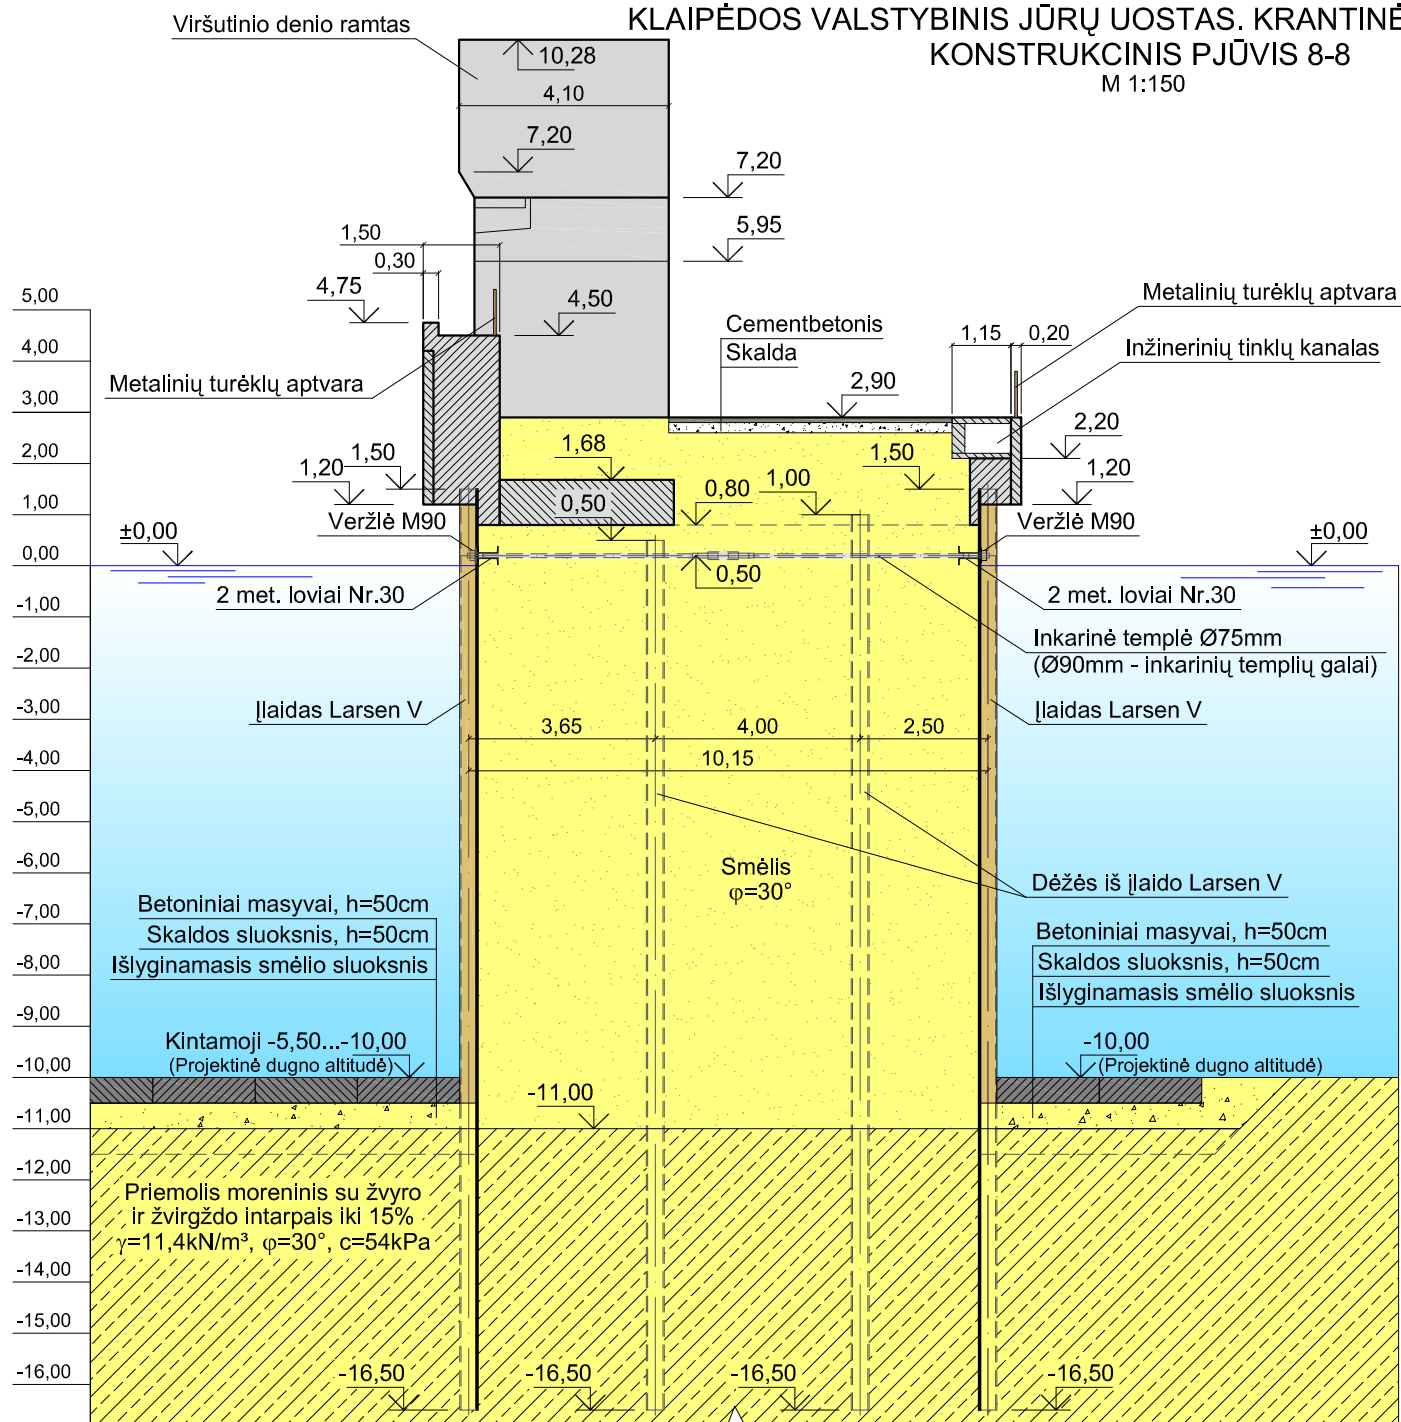 KLAIPĖDOS VALSTYBINIS JŪRŲ UOSTAS. KRANTINĖ
KONSTRUKCINIS PJŪVIS 8-8
M 1:150
Viršutinio denio ramtas
10,28
4,10
7,20
7,20
5,95
1,50
0,30
4,75
4,50
Metalinių turėklų aptvara
Cementbetonis
Skalda
1,15
0,20
Inžinerinių tinklų kanalas
Metalinių turėklų aptvara
2,90
2,20
1,68
1,50
1,50
1,20
1,20
1,00
0,80
0,50
Veržlė M90
Veržlė M90
±0,00
±0,00
0,50
2 met. loviai Nr.30
2 met. loviai Nr.30
Inkarinė templė Ø75mm
(Ø90mm - inkarinių templių galai)
Įlaidas Larsen V
Įlaidas Larsen V
3,65
4,00
2,50
10,15
Smėlis
φ=30°
Dėžės iš įlaido Larsen V
Betoniniai masyvai, h=50cm
Skaldos sluoksnis, h=50cm
Išlyginamasis smėlio sluoksnis
Betoniniai masyvai, h=50cm
Skaldos sluoksnis, h=50cm
Išlyginamasis smėlio sluoksnis
Kintamoji -5,50...-10,00
(Projektinė dugno altitudė)
-10,00
(Projektinė dugno altitudė)
-11,00
Priemolis moreninis su žvyro
ir žvirgždo intarpais iki 15%
γ=11,4kN/m³, φ=30°, c=54kPa
-16,50
-16,50
-16,50
-16,50
5,00
4,00
3,00
2,00
1,00
0,00
-1,00
-2,00
-3,00
-4,00
-5,00
-6,00
-7,00
-8,00
-9,00
-10,00
-11,00
-12,00
-13,00
-14,00
-15,00
-16,00